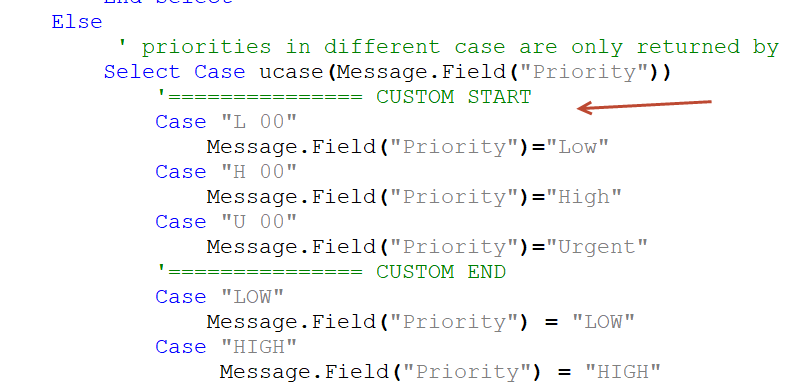 End Select
Else
' priorities in different case are only returned by
Select Case ucase(Message.Field("Priority"))
'=============== CUSTOM START
Case "L 00"
Message.Field("Priority")="Low"
Case "H 00"
Message.Field("Priority")="High"
Case "U 00"
Message.Field("Priority")="Urgent"
'=============== CUSTOM END
Case "LOW"
Message.Field("Priority") = "LOW"
Case "HIGH"
Message.Field("Priority") = "HIGH"